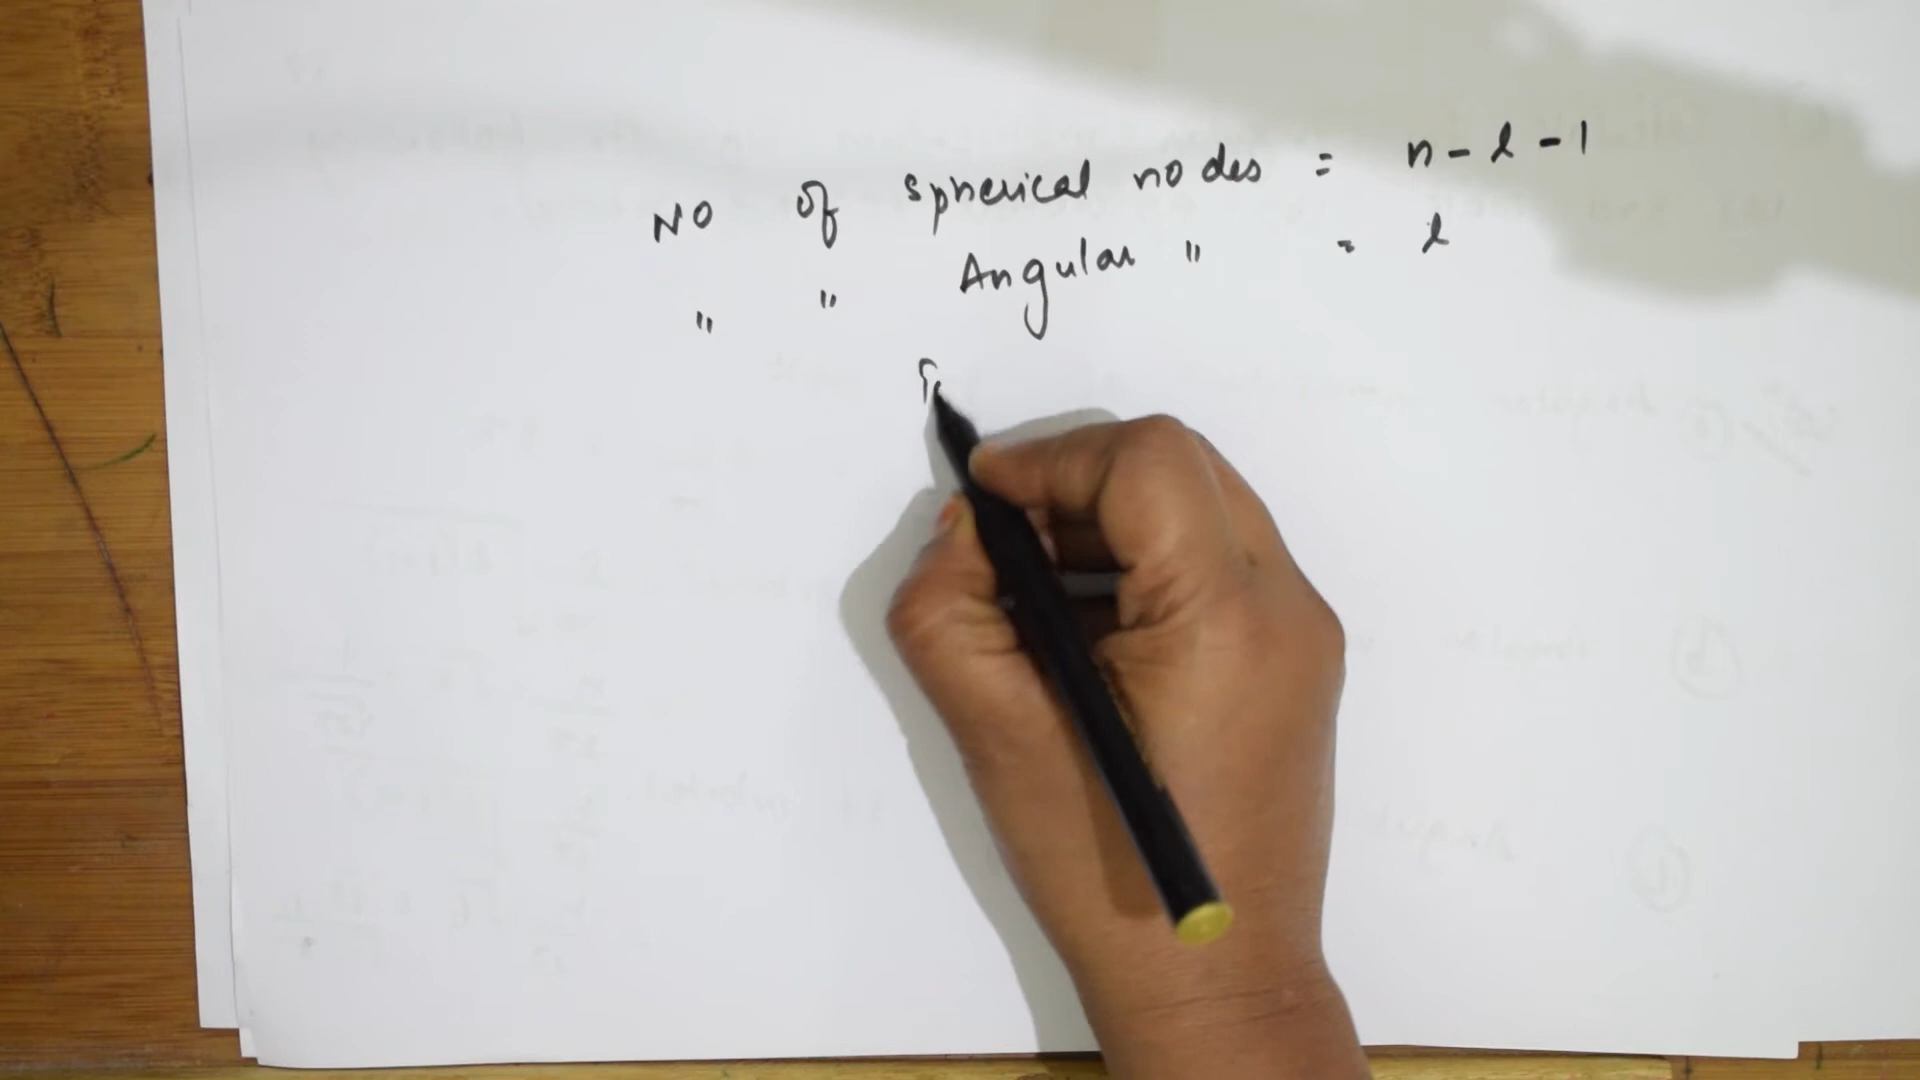 NO of spherical nodes = n - l - 1
" " Angular " = l